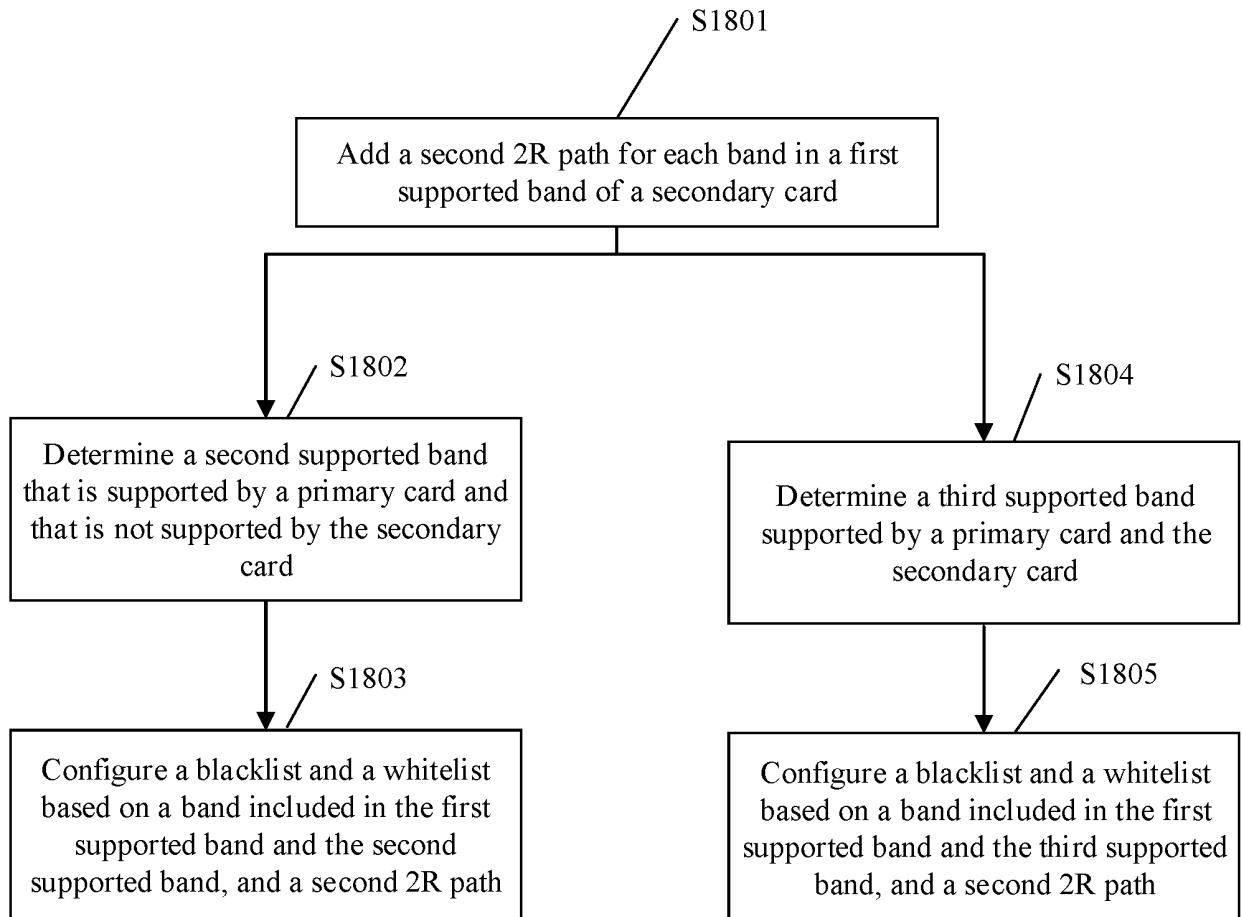 S1801
Add a second 2R path for each band in a first
supported band of a secondary card
S1802
Determine a second supported band
that is supported by a primary card and
that is not supported by the secondary
card
S1803
Configure a blacklist and a whitelist
based on a band included in the first
supported band and the second
supported band, and a second 2R path
S1804
Determine a third supported band
supported by a primary card and the
secondary card
S1805
Configure a blacklist and a whitelist
based on a band included in the first
supported band and the third supported
band, and a second 2R path